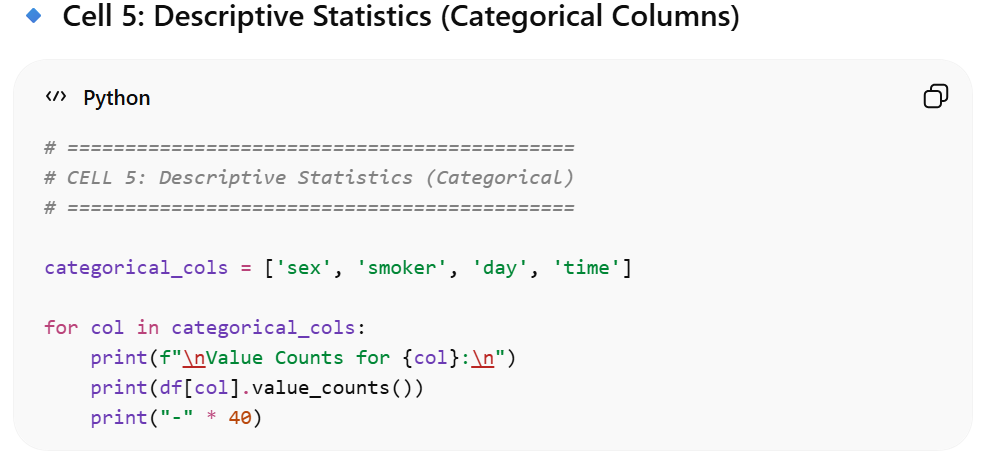 Cell 5: Descriptive Statistics (Categorical Columns)
Python
# ============================================
# CELL 5: Descriptive Statistics (Categorical)
# ============================================
categorical_cols = ['sex', 'smoker', 'day', 'time']
for col in categorical_cols:
    print(f"\nValue Counts for {col}:\n")
    print(df[col].value_counts())
    print("-" * 40)